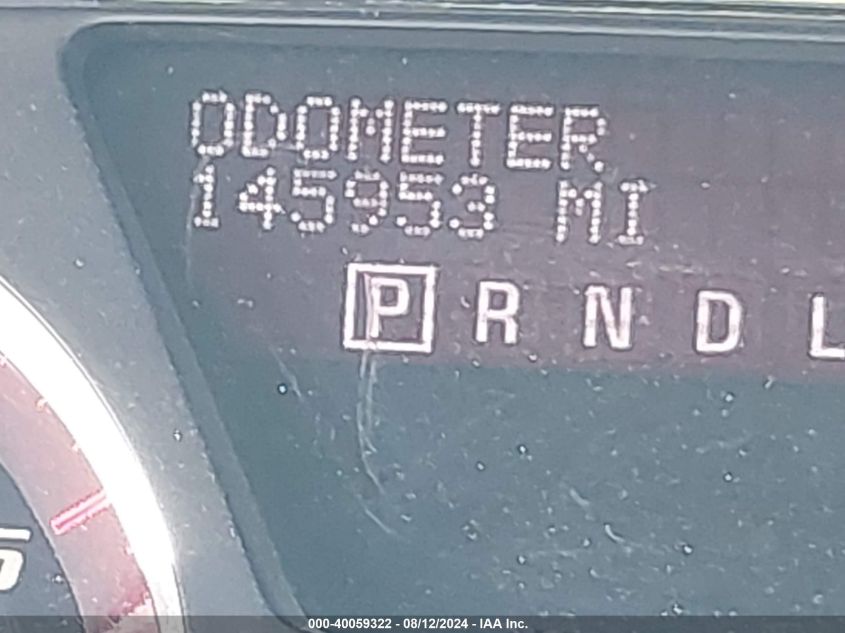 ODOMETER
145953 MI
P R N D L
000-40059322 - 08/12/2024 - IAA Inc.